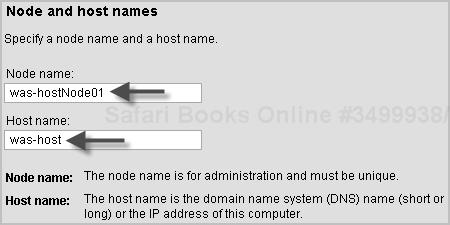 Node and host names
Specify a node name and a host name.
Node name:
was-hostNode01
Safari Books Online #3499938/
Host name:
was-host
Node name: The node name is for administration and must be unique.
Host name: The host name is the domain name system (DNS) name (short or
long) or the IP address of this computer.